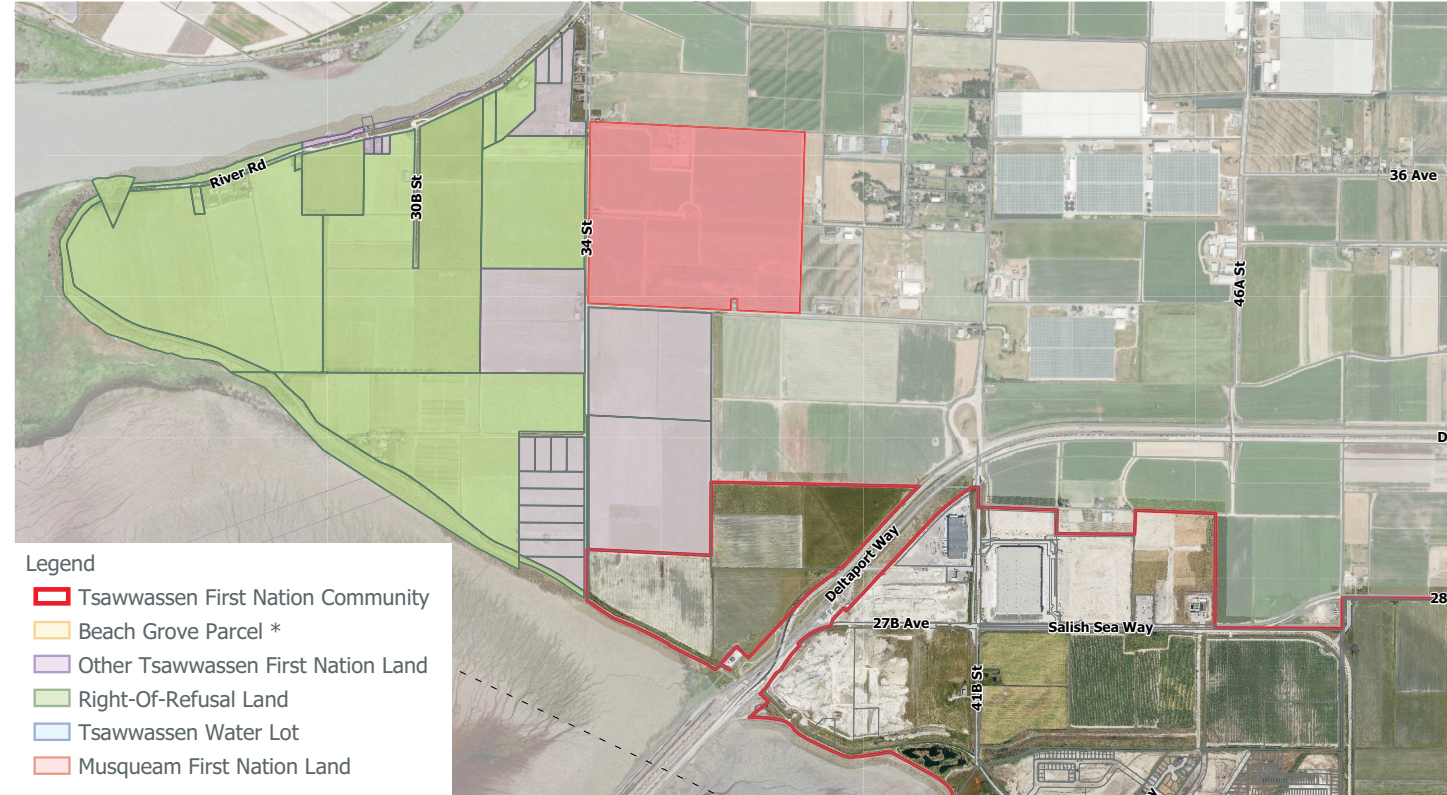 36 Ave
River Rd
30B St
34 St
46A St
D
Deltaport Way
28
27B Ave
Salish Sea Way
41B St
Legend
Tsawwassen First Nation Community
Beach Grove Parcel *
Other Tsawwassen First Nation Land
Right-Of-Refusal Land
Tsawwassen Water Lot
Musqueam First Nation Land